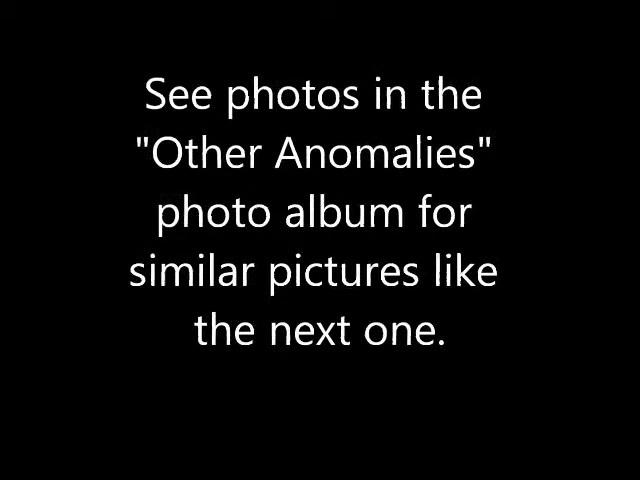 See photos in the
"Other Anomalies"
photo album for
similar pictures like
the next one.